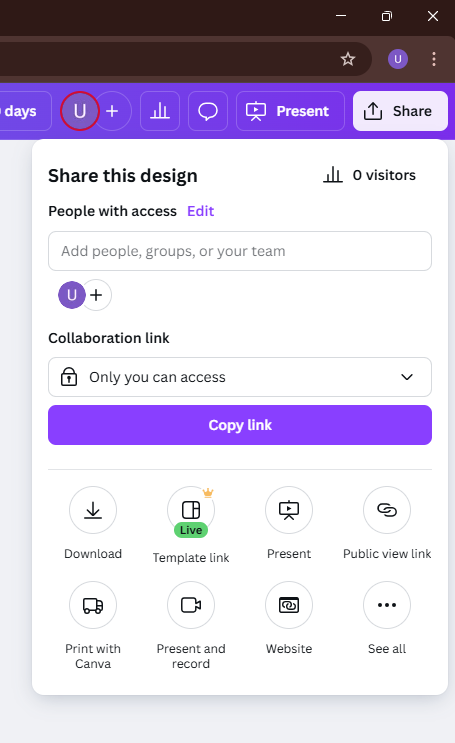 U
days
U
Present
Share
Share this design
0 visitors
People with access Edit
Add people, groups, or your team
U
Collaboration link
Only you can access
Copy link
Download
Live
Template link
Present
Public view link
Print with
Canva
Present and
record
Website
See all